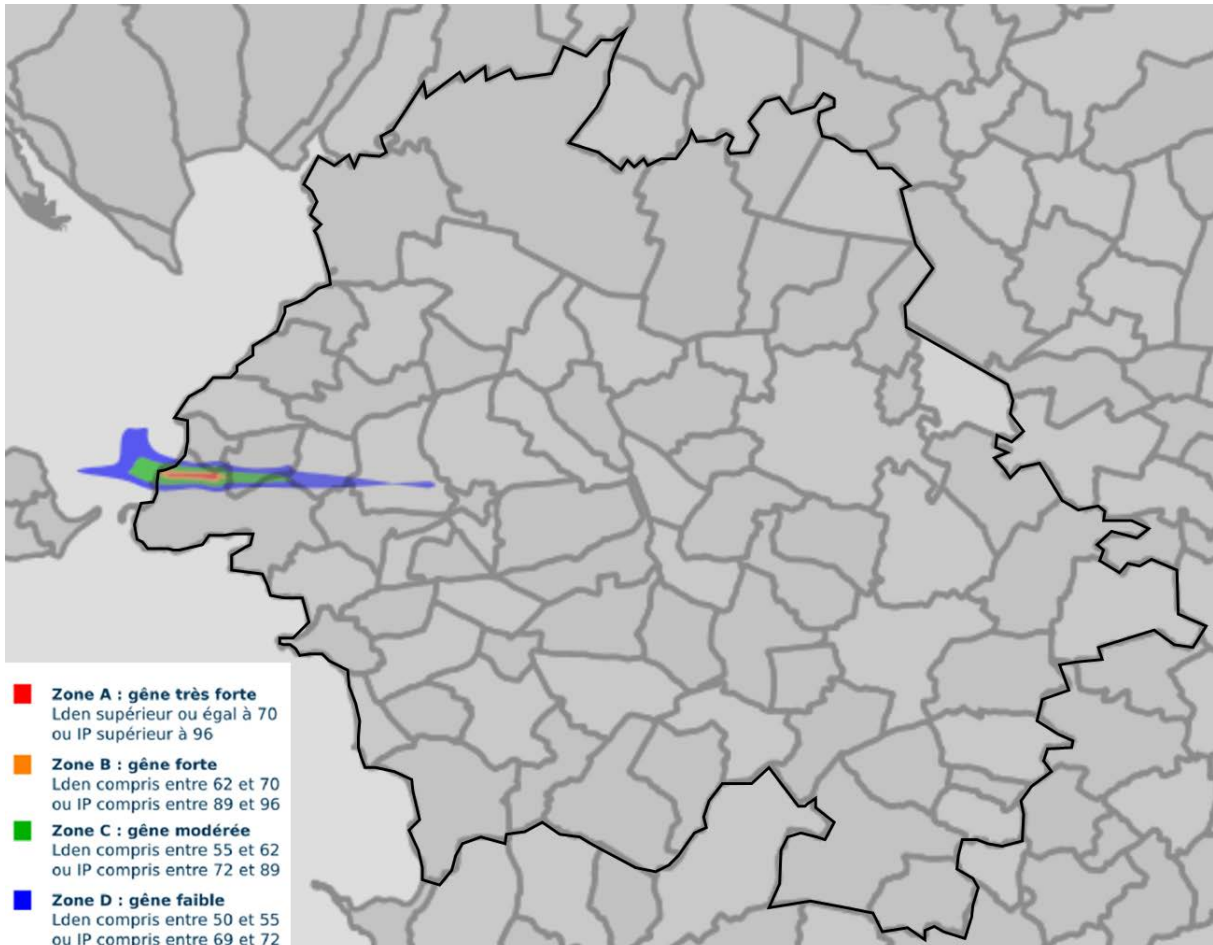 Zone A : gêne très forte
Lden supérieur ou égal à 70
ou IP supérieur à 96
Zone B : gêne forte
Lden compris entre 62 et 70
ou IP compris entre 89 et 96
Zone C : gêne modérée
Lden compris entre 55 et 62
ou IP compris entre 72 et 89
Zone D : gêne faible
Lden compris entre 50 et 55
ou IP compris entre 69 et 72